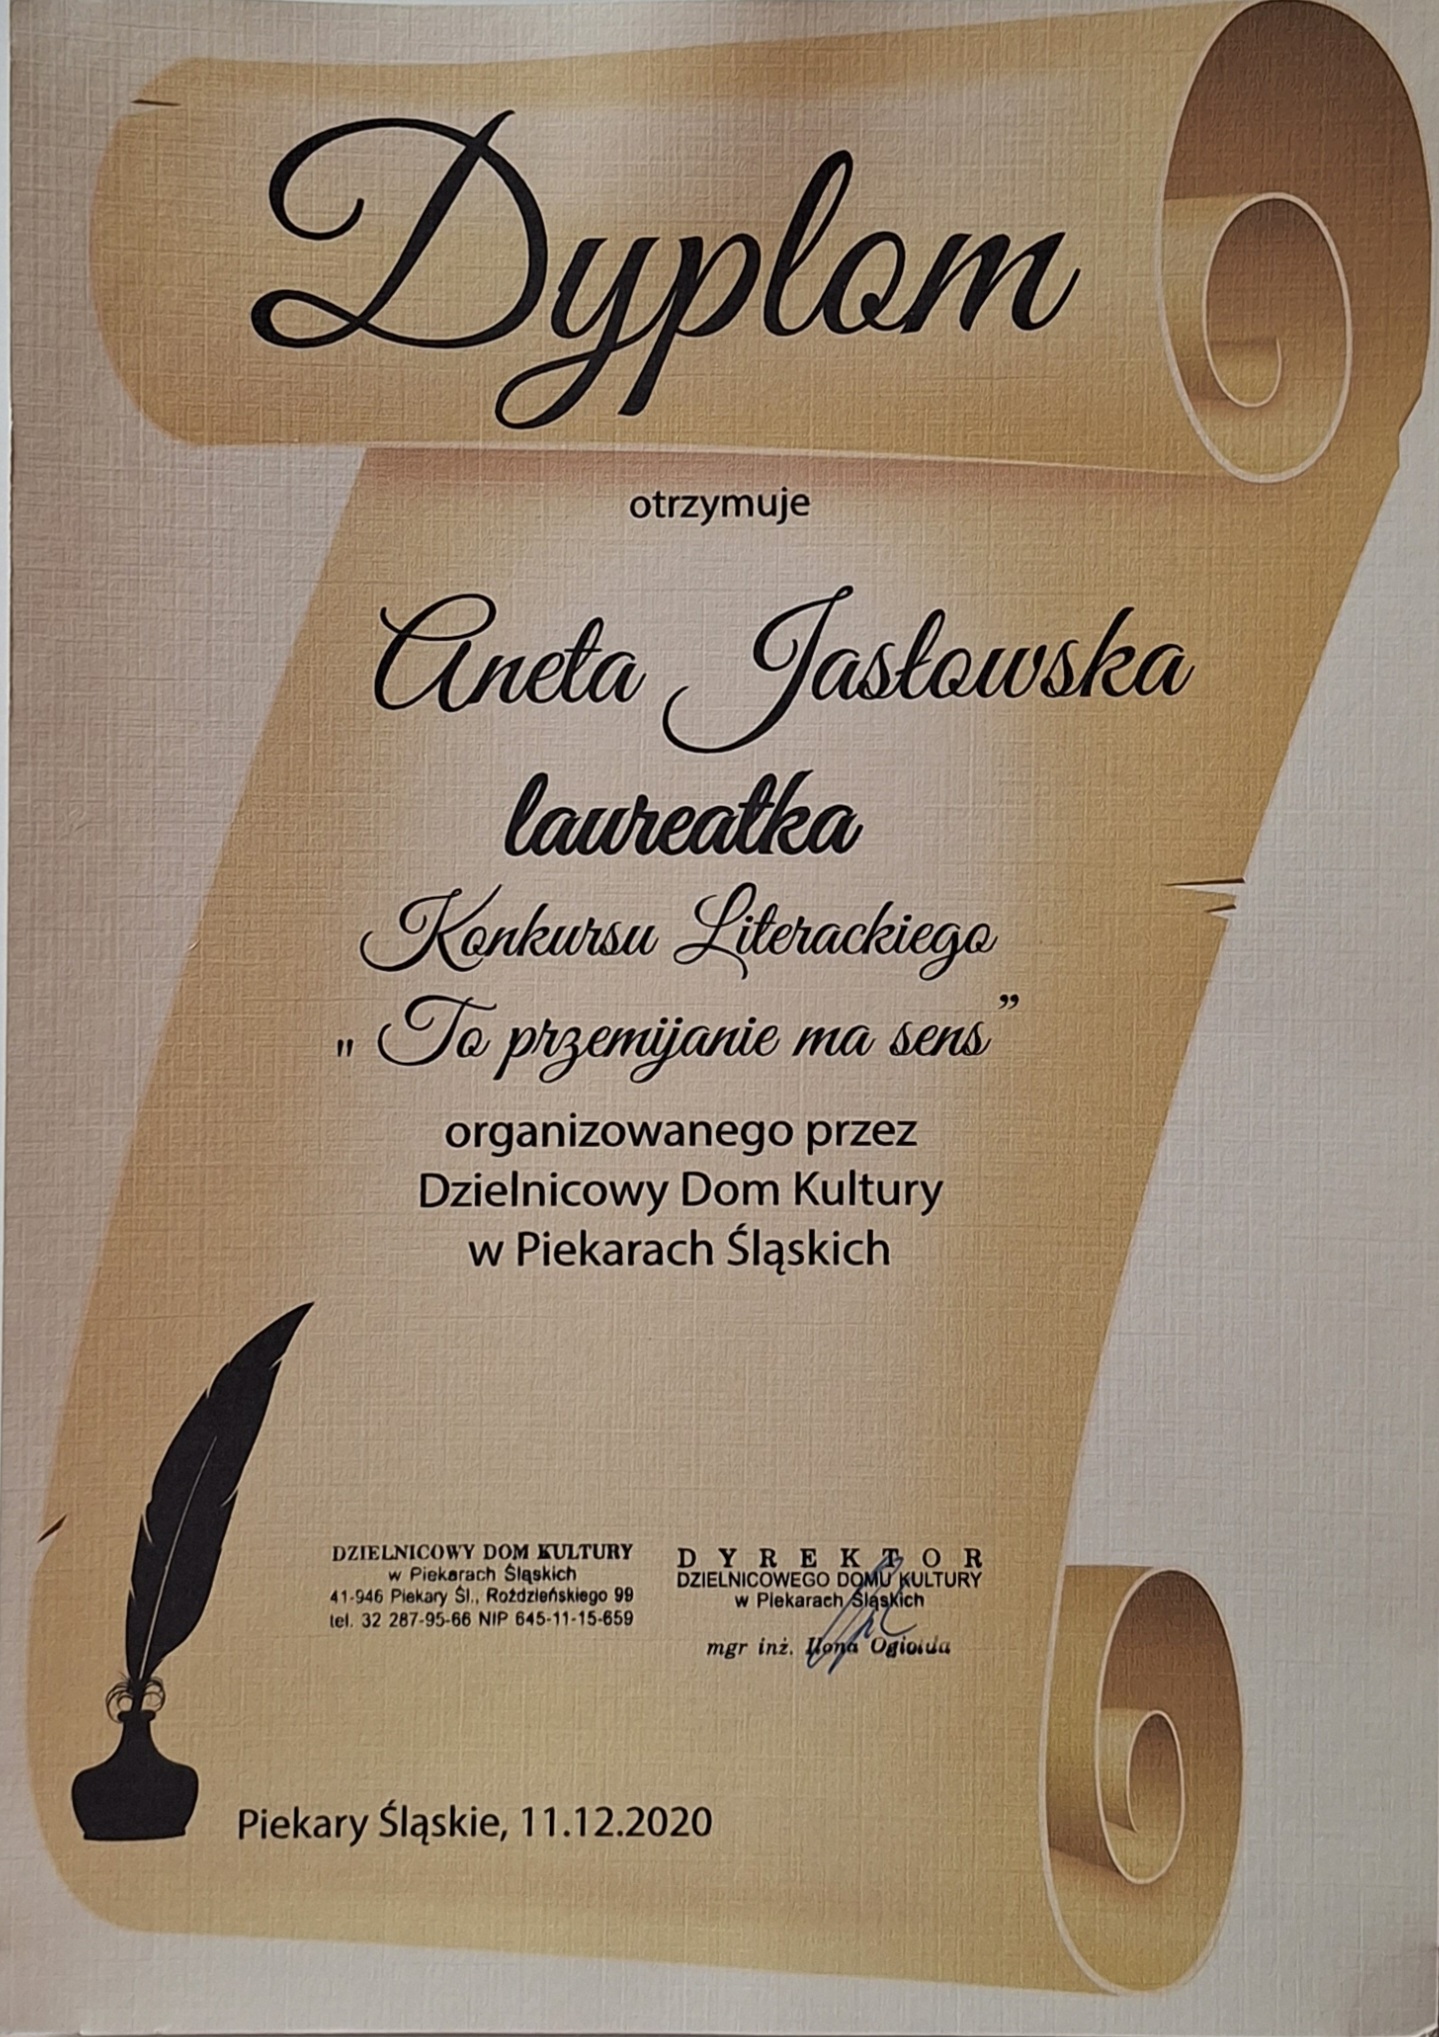 Dyplom
otrzymuje
Aneta Jasłowska
laureatka
Konkursu Literackiego
„ To przemijanie ma sens”
organizowanego przez
Dzielnicowy Dom Kultury
w Piekarach Śląskich
DZIELNICOWY DOM KULTURY
w Piekarach Śląskich
41-946 Piekary Śl., Roździeńskiego 99
tel. 32 287-95-66 NIP 645-11-15-659
DYREKTOR
DZIELNICOWEGO DOMU KULTURY
w Piekarach Śląskich
mgr inż. Ilona
Piekary Śląskie, 11.12.2020